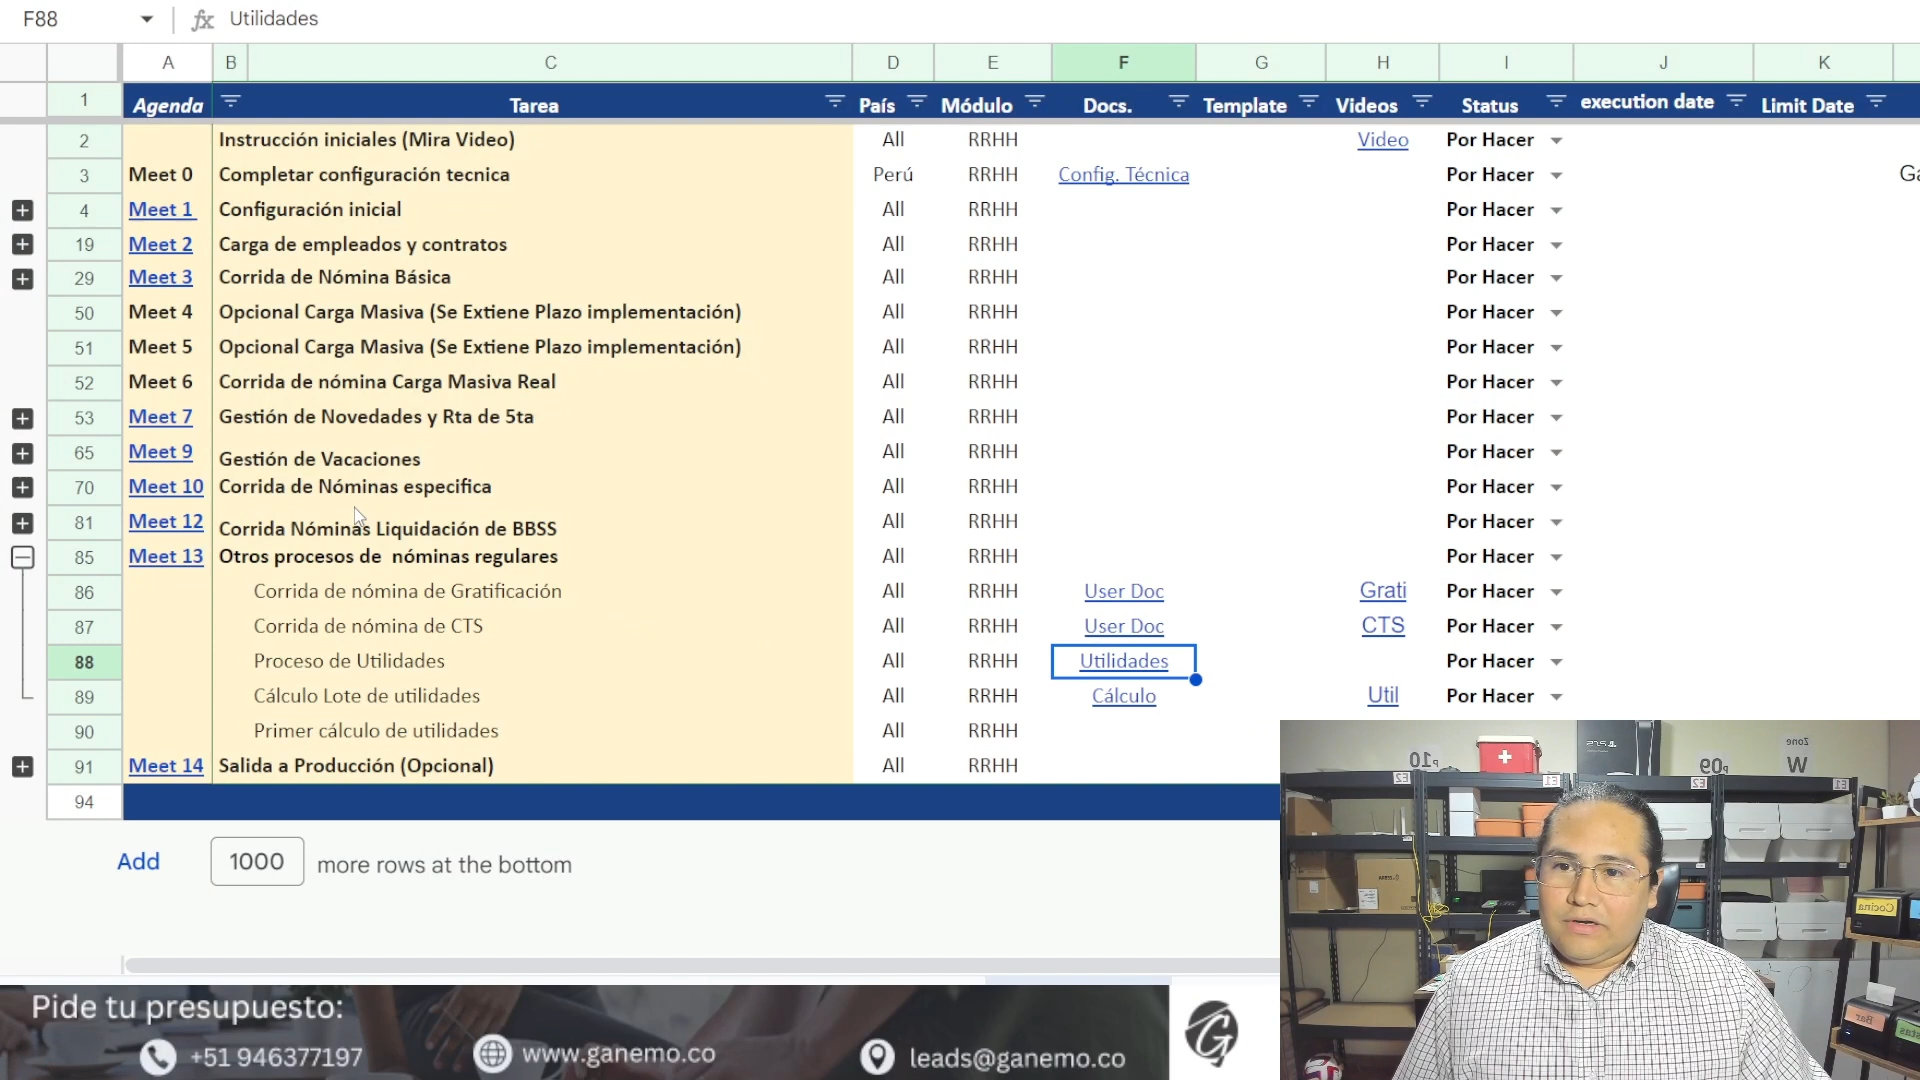 F88 Utilidades
A B C D E F G H I J K
1 Agenda Tarea País Módulo Docs. Template Videos Status execution date Limit Date
2 Instrucción iniciales (Mira Video) All RRHH Video Por Hacer
3 Meet 0 Completar configuración tecnica Perú RRHH Config. Técnica Por Hacer Ga
4 Meet 1 Configuración inicial All RRHH Por Hacer
19 Meet 2 Carga de empleados y contratos All RRHH Por Hacer
29 Meet 3 Corrida de Nómina Básica All RRHH Por Hacer
50 Meet 4 Opcional Carga Masiva (Se Extiene Plazo implementación) All RRHH Por Hacer
51 Meet 5 Opcional Carga Masiva (Se Extiene Plazo implementación) All RRHH Por Hacer
52 Meet 6 Corrida de nómina Carga Masiva Real All RRHH Por Hacer
53 Meet 7 Gestión de Novedades y Rta de 5ta All RRHH Por Hacer
65 Meet 9 Gestión de Vacaciones All RRHH Por Hacer
70 Meet 10 Corrida de Nóminas especifica All RRHH Por Hacer
81 Meet 12 Corrida Nóminas Liquidación de BBSS All RRHH Por Hacer
85 Meet 13 Otros procesos de nóminas regulares All RRHH Por Hacer
86 Corrida de nómina de Gratificación All RRHH User Doc Grati Por Hacer
87 Corrida de nómina de CTS All RRHH User Doc CTS Por Hacer
88 Proceso de Utilidades All RRHH Utilidades Por Hacer
89 Cálculo Lote de utilidades All RRHH Cálculo Util Por Hacer
90 Primer cálculo de utilidades All RRHH
91 Meet 14 Salida a Producción (Opcional) All RRHH
94
Add 1000 more rows at the bottom
Pide tu presupuesto:
+51 946377197 www.ganemo.co leads@ganemo.co
G
P10 P09 Zone
W
E2 E1 E2 E1
PS5
Cocina
Bar